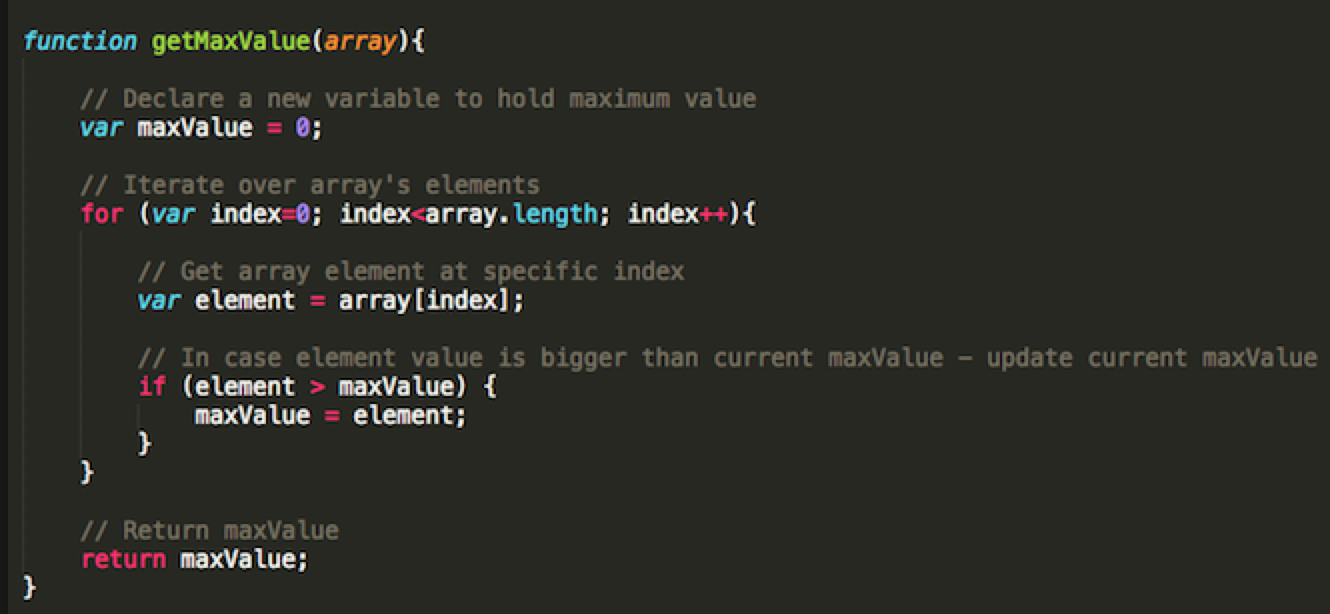 function getMaxValue(array){
// Declare a new variable to hold maximum value
var maxValue = 0;
// Iterate over array's elements
for (var index=0; index<array.length; index++){
// Get array element at specific index
var element = array[index];
// In case element value is bigger than current maxValue – update current maxValue
if (element > maxValue) {
maxValue = element;
}
}
// Return maxValue
return maxValue;
}